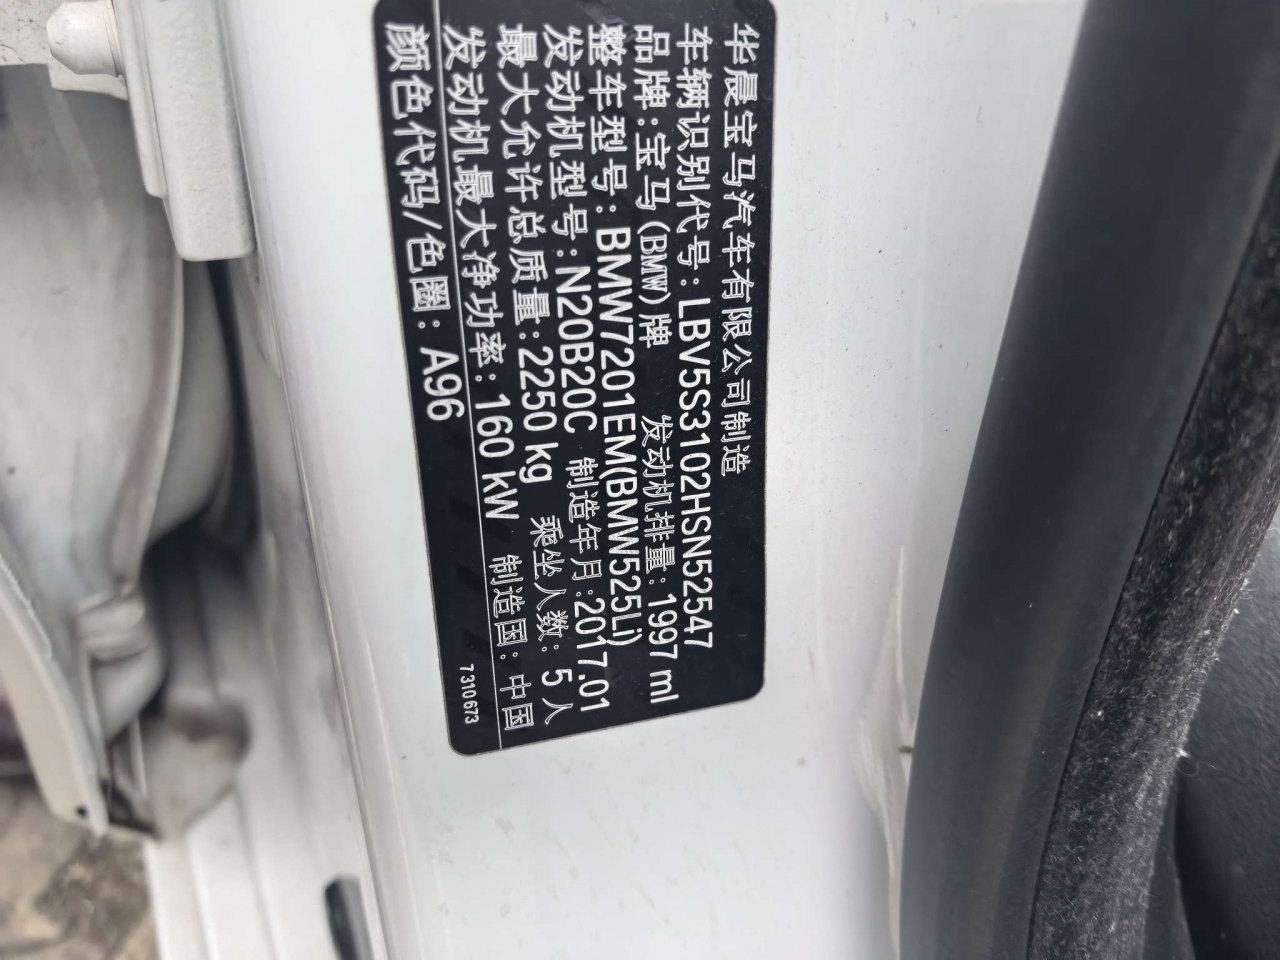 华晨宝马汽车有限公司制造
车辆识别代号：LBV5S3102HSN52547
品牌：宝马(BMW)牌 发动机排量：1997 ml
整车型号：BMW7201EM(BMW525Li)
发动机型号：N20B20C 制造年月：2017.01
最大允许总质量：2250 kg 乘坐人数：5人
发动机最大净功率：160 kW 制造国：中国
颜色代码/色圈：A96
7310673